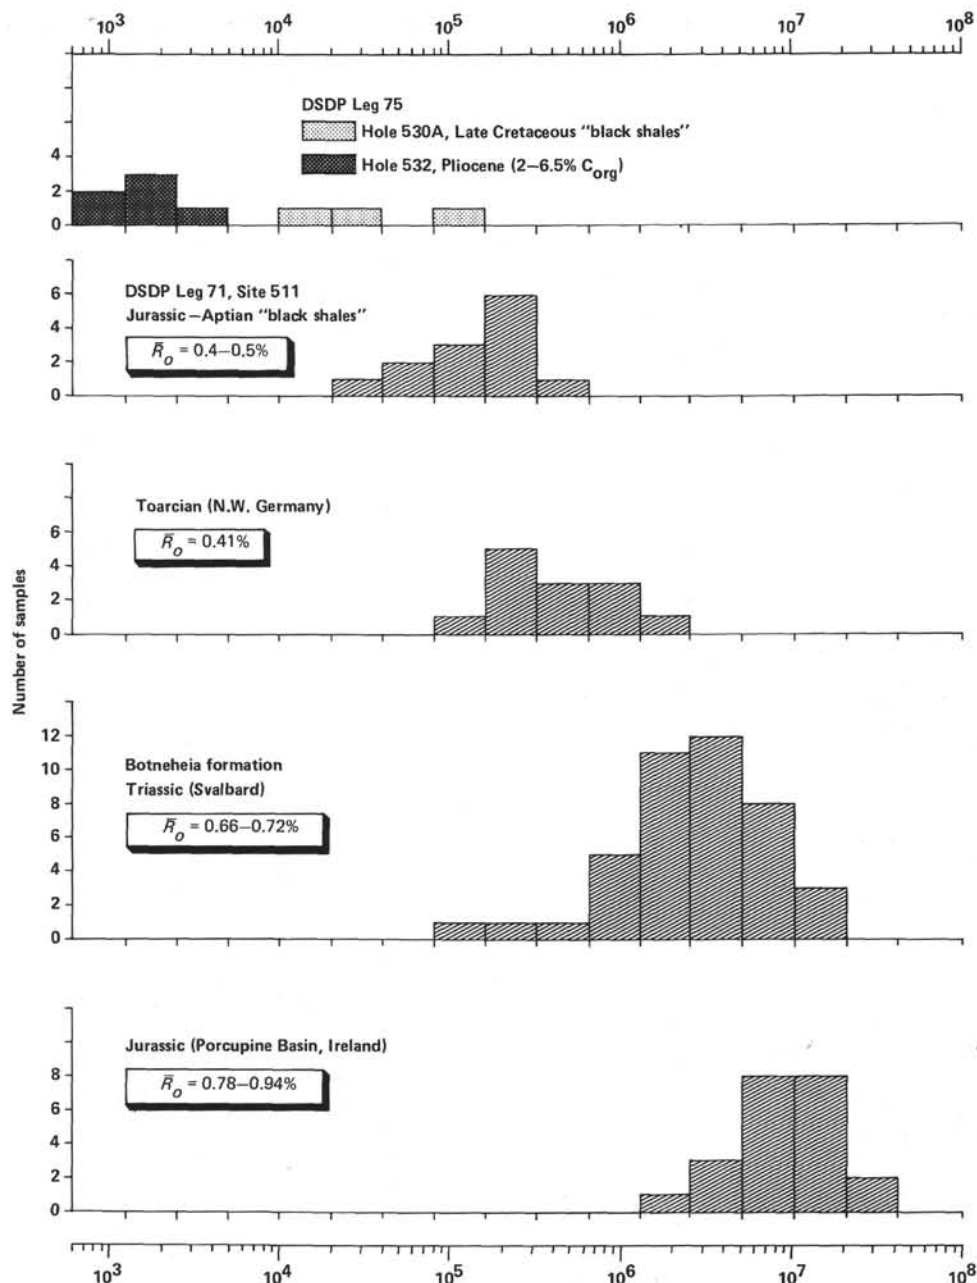 10³ 10⁴ 10⁵ 10⁶ 10⁷ 10⁸
DSDP Leg 75
Hole 530A, Late Cretaceous "black shales"
Hole 532, Pliocene (2–6.5% C_org)
4
2
0
DSDP Leg 71, Site 511
Jurassic–Aptian "black shales"
R̄_o = 0.4–0.5%
6
4
2
0
Toarcian (N.W. Germany)
R̄_o = 0.41%
6
4
2
0
Number of samples
Botneheia formation
Triassic (Svalbard)
R̄_o = 0.66–0.72%
12
10
8
6
4
2
0
Jurassic (Porcupine Basin, Ireland)
R̄_o = 0.78–0.94%
8
6
4
2
0
10³ 10⁴ 10⁵ 10⁶ 10⁷ 10⁸